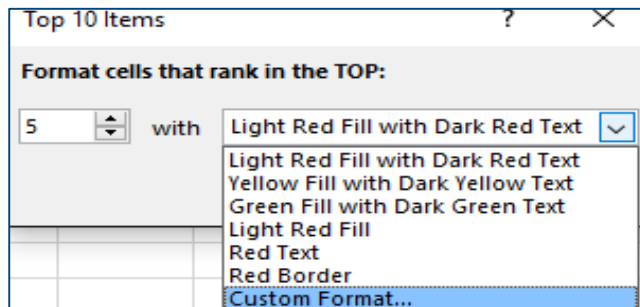 Top 10 Items ?
Format cells that rank in the TOP:
5 with Light Red Fill with Dark Red Text
Light Red Fill with Dark Red Text
Yellow Fill with Dark Yellow Text
Green Fill with Dark Green Text
Light Red Fill
Red Text
Red Border
Custom Format...